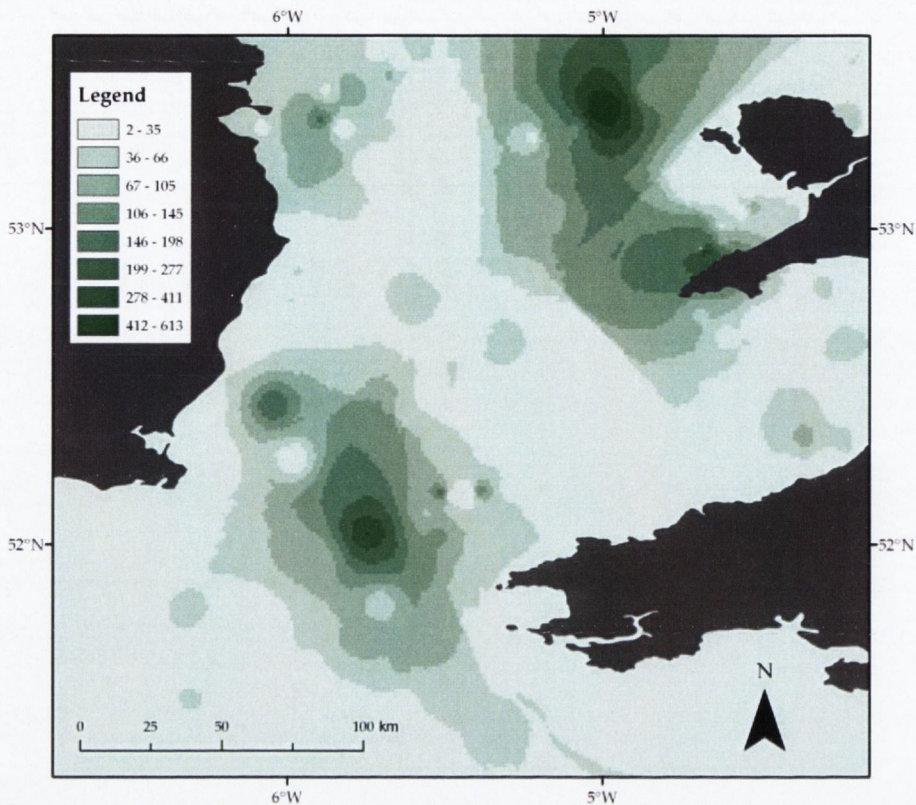 6°W 5°W
Legend
2 - 35
36 - 66
67 - 105
106 - 145
146 - 198
199 - 277
278 - 411
412 - 613
53°N 53°N
52°N 52°N
N
0 25 50 100 km
6°W 5°W